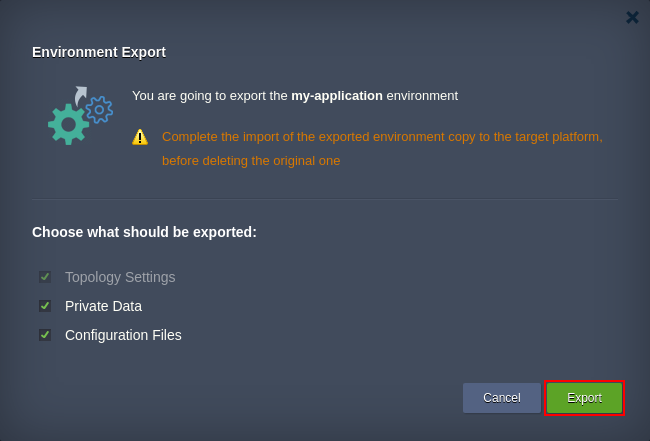 Environment Export
You are going to export the my-application environment
Complete the import of the exported environment copy to the target platform,
before deleting the original one
Choose what should be exported:
Topology Settings
Private Data
Configuration Files
Cancel
Export